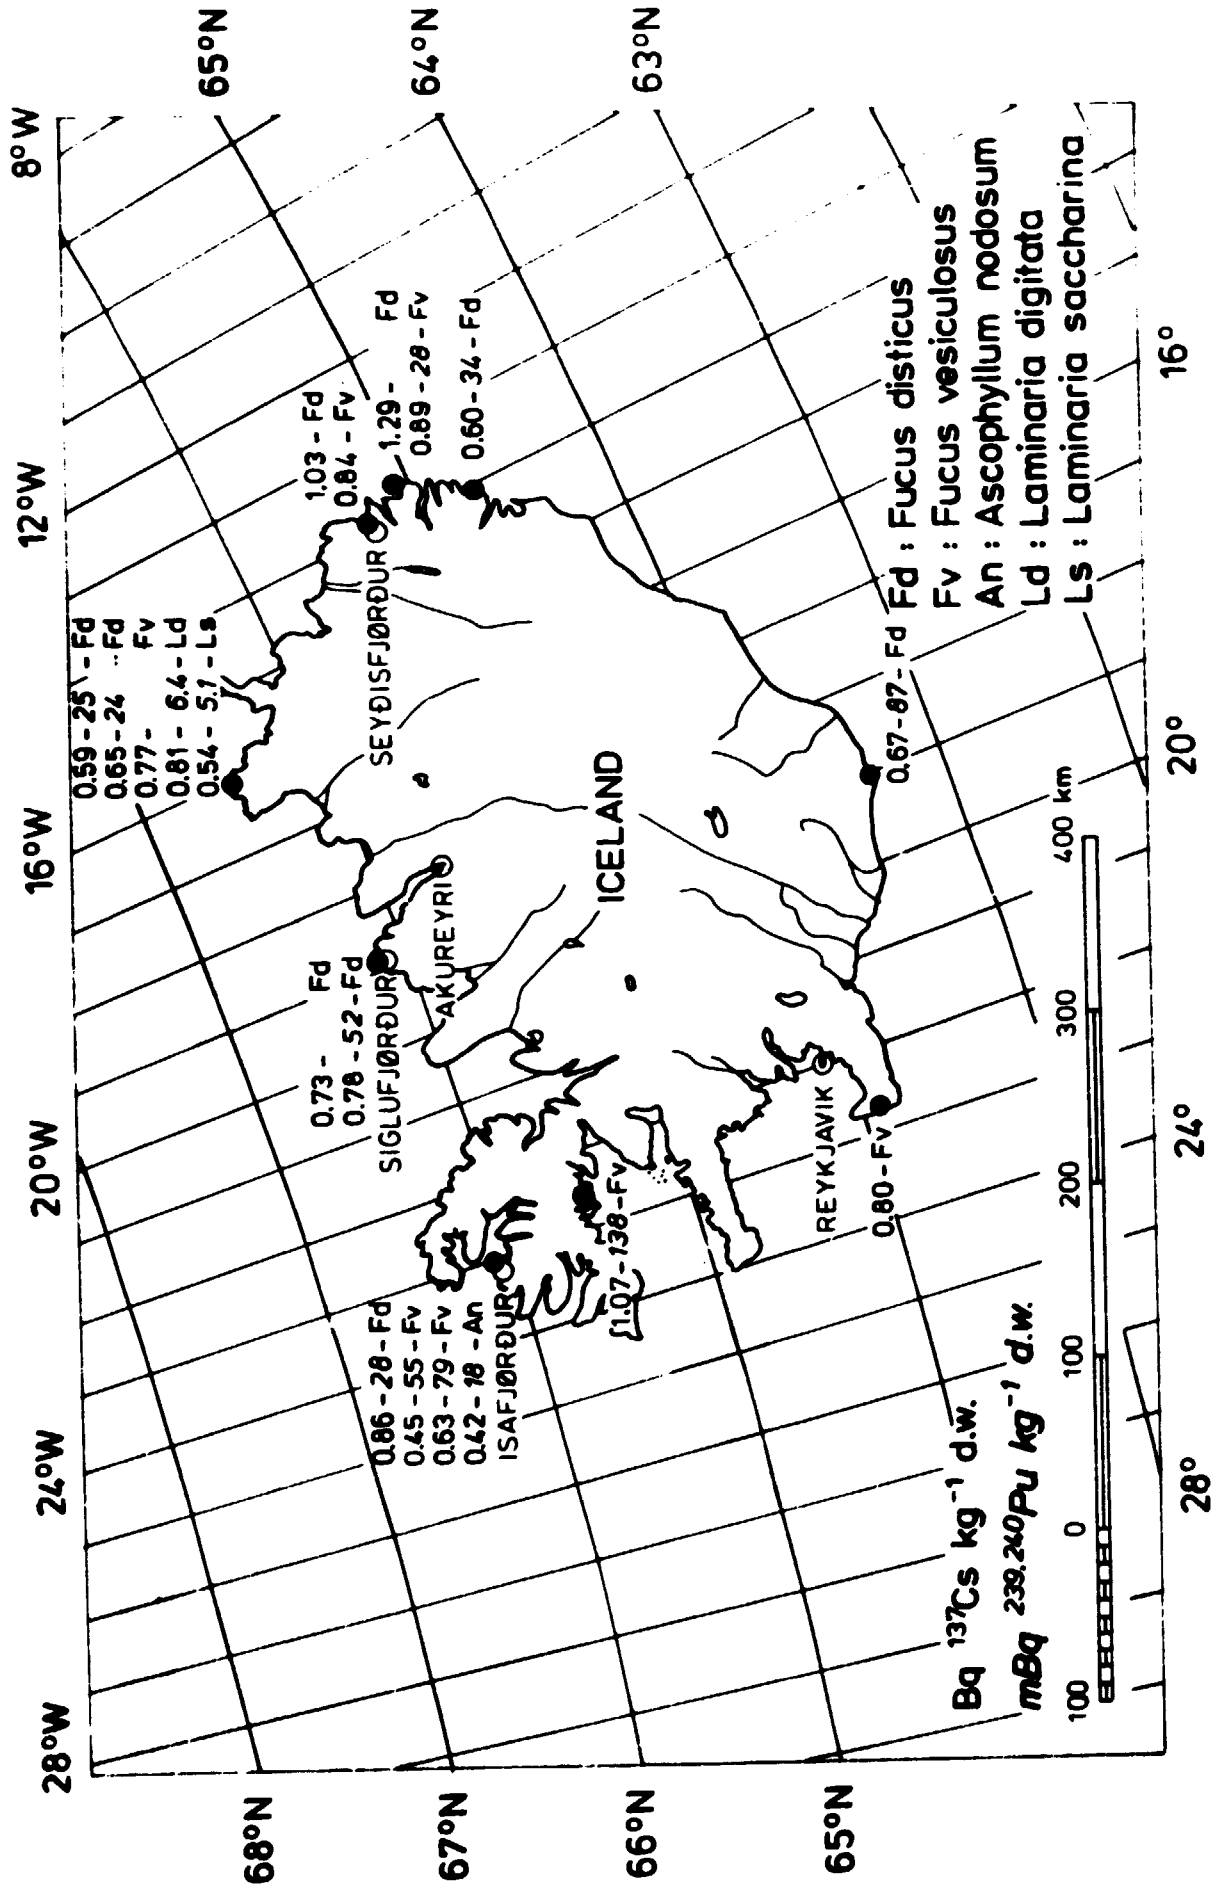 8°W
12°W
16°W
20°W
24°W
28°W
65°N
64°N
63°N
68°N
67°N
66°N
65°N
16°
20°
24°
28°
0.59-25-Fd
0.65-24-Fd
0.77- Fv
0.81-6.4-Ld
0.54-5.1-Ls
1.03-Fd
0.84-Fv
SEYÐISFJØRÐUR
1.29- Fd
0.89-28-Fv
0.60-34-Fd
0.73- Fd
0.78-52-Fd
SIGLUFJØRÐUR
AKUREYRI
0.86-28-Fd
0.45-55-Fv
0.63-79-Fv
0.42-18-An
ISAFJØRÐUR
1.07-138-Fv
ICELAND
REYKJAVIK
0.80-Fv
0.67-87-Fd
Fd : Fucus disticus
Fv : Fucus vesiculosus
An : Ascophyllum nodosum
Ld : Laminaria digitata
Ls : Laminaria saccharina
Bq ¹³⁷Cs kg⁻¹ d.w.
mBq ²³⁹·²⁴⁰Pu kg⁻¹ d.w.
100 0 100 200 300 400 km